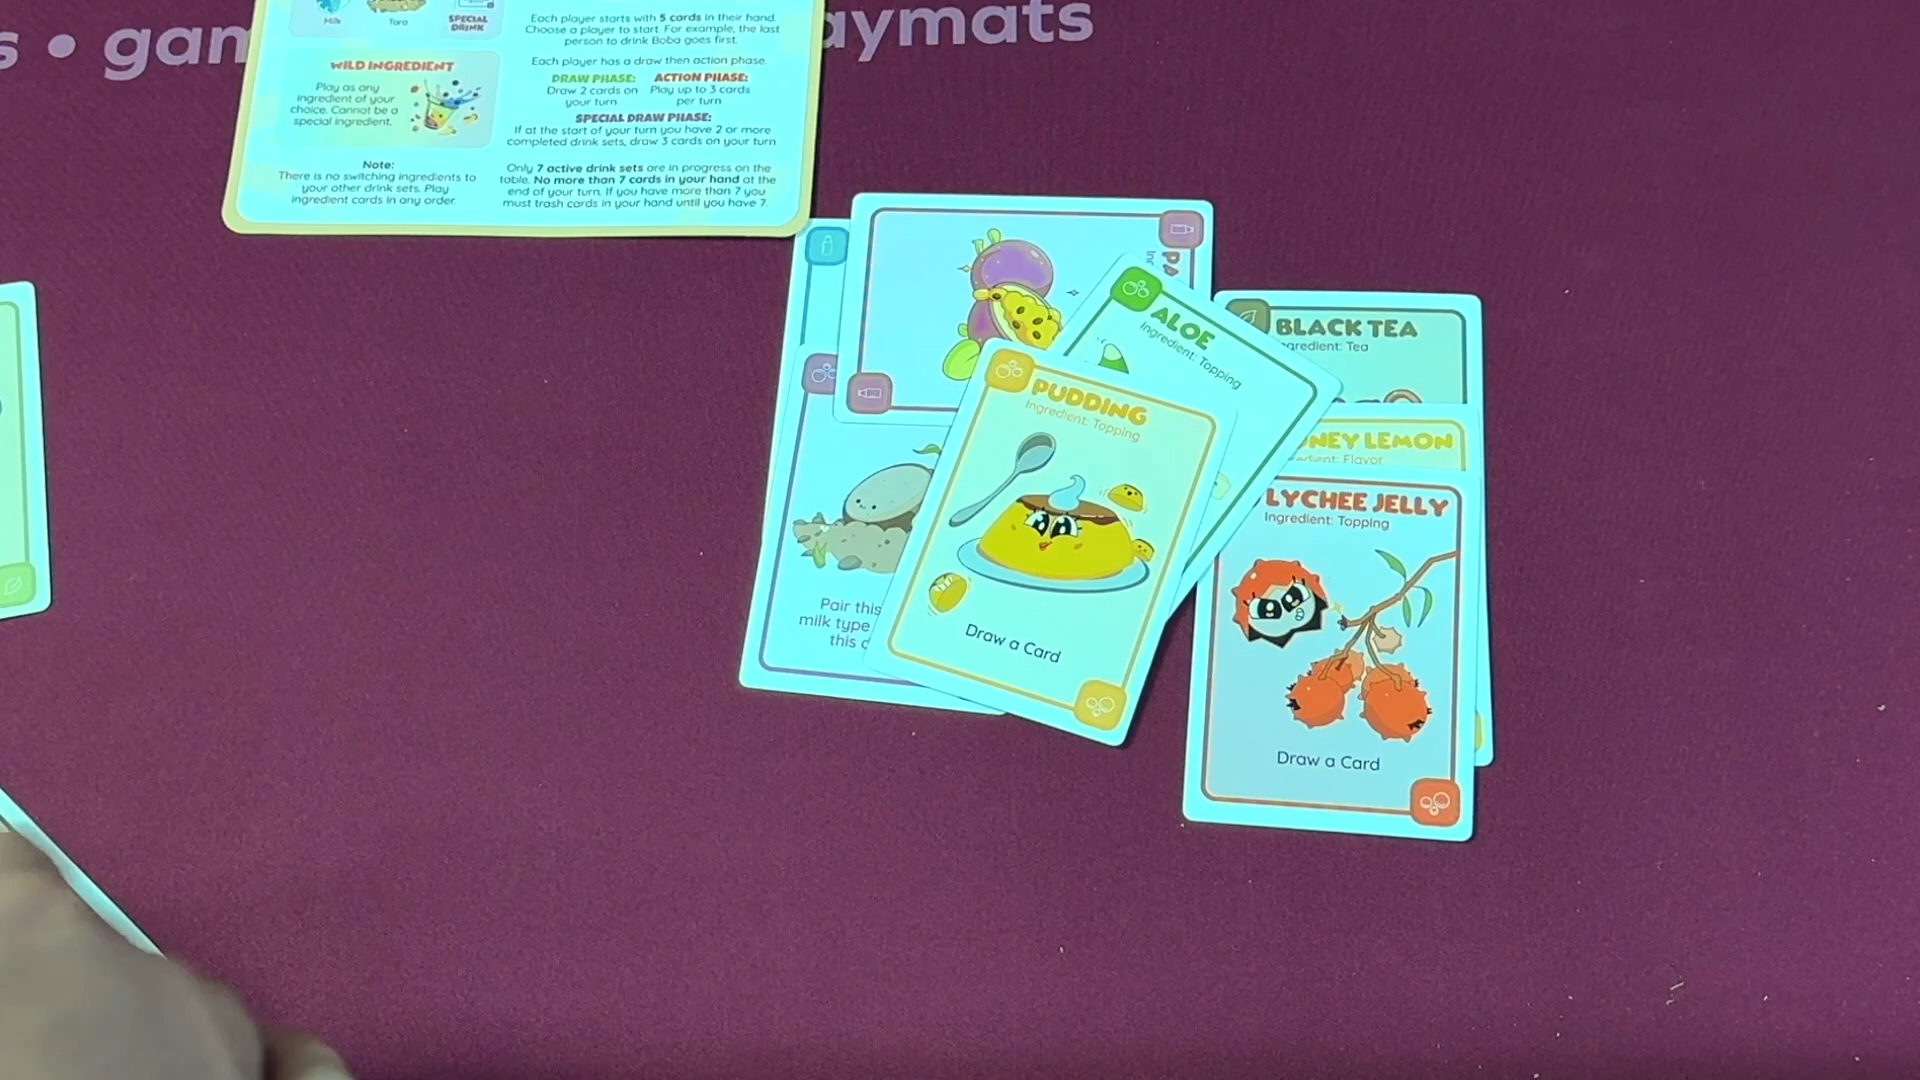 s • gam
aymats
Milk
Taro
SPECIAL
DRINK
WILD INGREDIENT
Play as any
ingredient of your
choice. Cannot be a
special ingredient.
Note:
There is no switching ingredients to
your other drink sets. Play
ingredient cards in any order.
Each player starts with 5 cards in their hand.
Choose a player to start. For example, the last
person to drink Boba goes first.
Each player has a draw then action phase.
DRAW PHASE:
Draw 2 cards on
your turn
ACTION PHASE:
Play up to 3 cards
per turn
SPECIAL DRAW PHASE:
If at the start of your turn you have 2 or more
completed drink sets, draw 3 cards on your turn
Only 7 active drink sets are in progress on the
table. No more than 7 cards in your hand at the
end of your turn. If you have more than 7 you
must trash cards in your hand until you have 7.
PA
In
Pair this
milk type
this
ALOE
Ingredient: Topping
PUDDING
Ingredient: Topping
Draw a Card
BLACK TEA
gredient: Tea
NEY LEMON
edient: Flavor
LYCHEE JELLY
Ingredient: Topping
Draw a Card